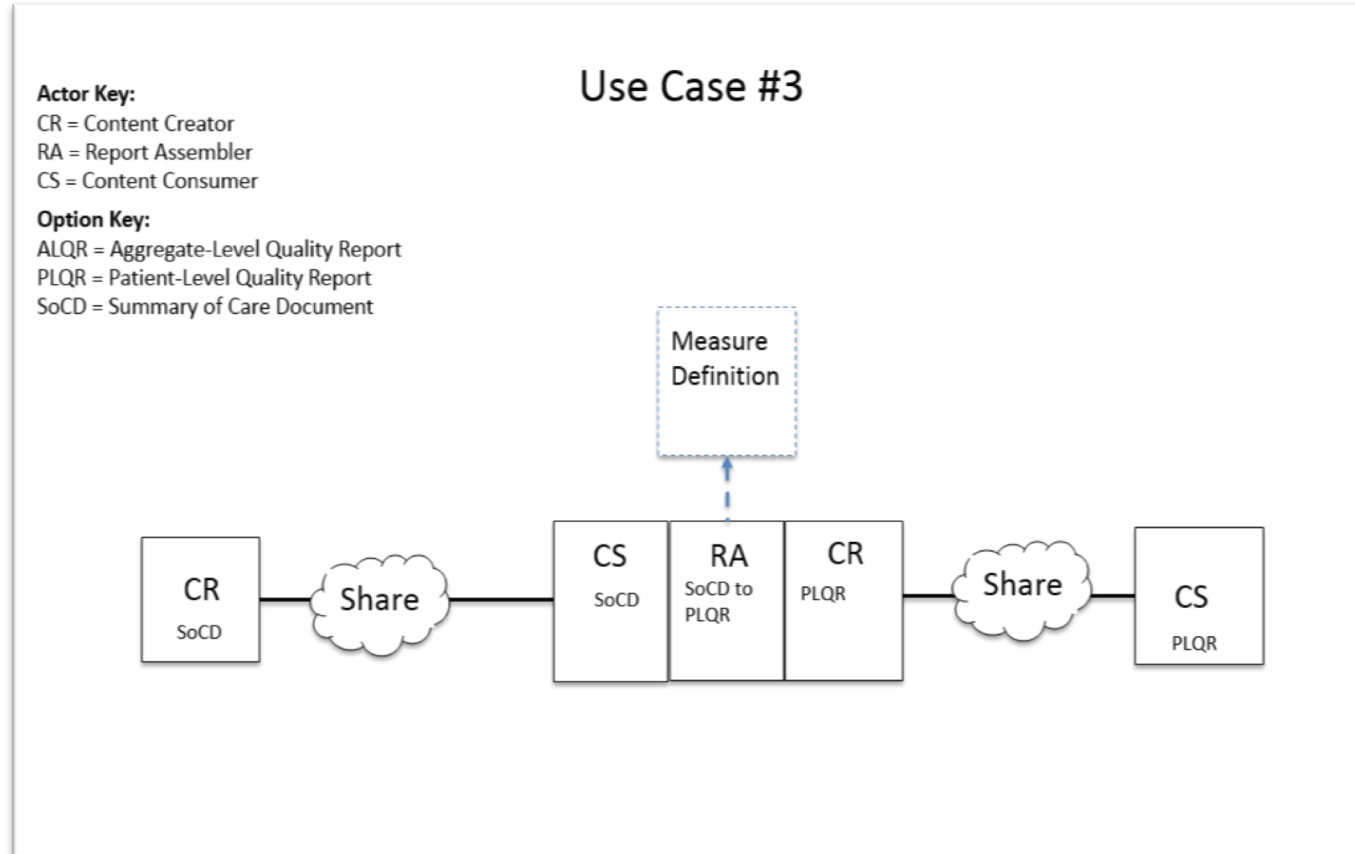 Use Case #3
Actor Key:
CR = Content Creator
RA = Report Assembler
CS = Content Consumer
Option Key:
ALQR = Aggregate-Level Quality Report
PLQR = Patient-Level Quality Report
SoCD = Summary of Care Document
Measure
Definition
CR
SoCD
Share
CS
SoCD
RA
SoCD to
PLQR
CR
PLQR
Share
CS
PLQR